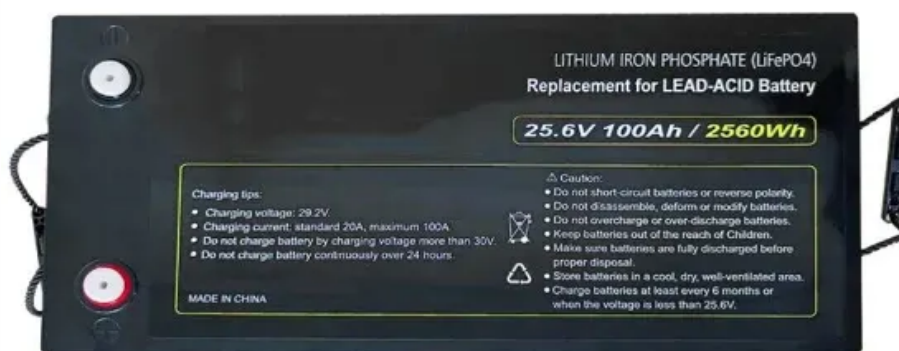 LITHIUM IRON PHOSPHATE (LiFePO4)
Replacement for LEAD-ACID Battery
25.6V 100Ah / 2560Wh
Charging tips:
• Charging voltage: 29.2V.
• Charging current: standard 20A, maximum 100A.
• Do not charge battery by charging voltage more than 30V.
• Do not charge battery continuously over 24 hours.
MADE IN CHINA
⚠ Caution:
• Do not short-circuit batteries or reverse polarity.
• Do not disassemble, deform or modify batteries.
• Do not overcharge or over-discharge batteries.
• Keep batteries out of the reach of Children.
• Make sure batteries are fully discharged before
proper disposal.
• Store batteries in a cool, dry, well-ventilated area.
• Charge batteries at least every 6 months or
when the voltage is less than 25.6V.